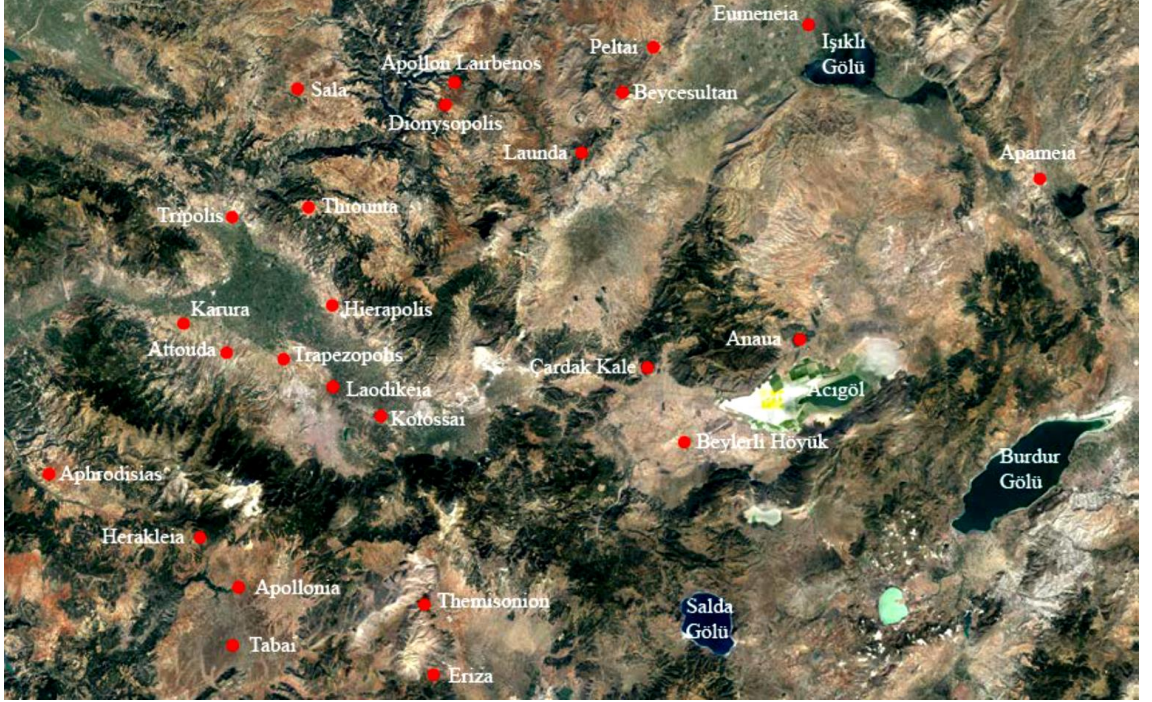 Eumeneia
Işıklı
Gölü
Peltai
Apollon Lairbenos
Sala
Beycesultan
Dionysopolis
Launda
Apameia
Thiounta
Tripolis
Karura
Hierapolis
Anaua
Attouda
Trapezopolis
Çardak Kale
Laodikeia
Acıgöl
Kolossai
Beylerli Höyük
Burdur
Gölü
Aphrodisias
Herakleia
Apollonia
Themisonion
Salda
Gölü
Tabai
Eriza